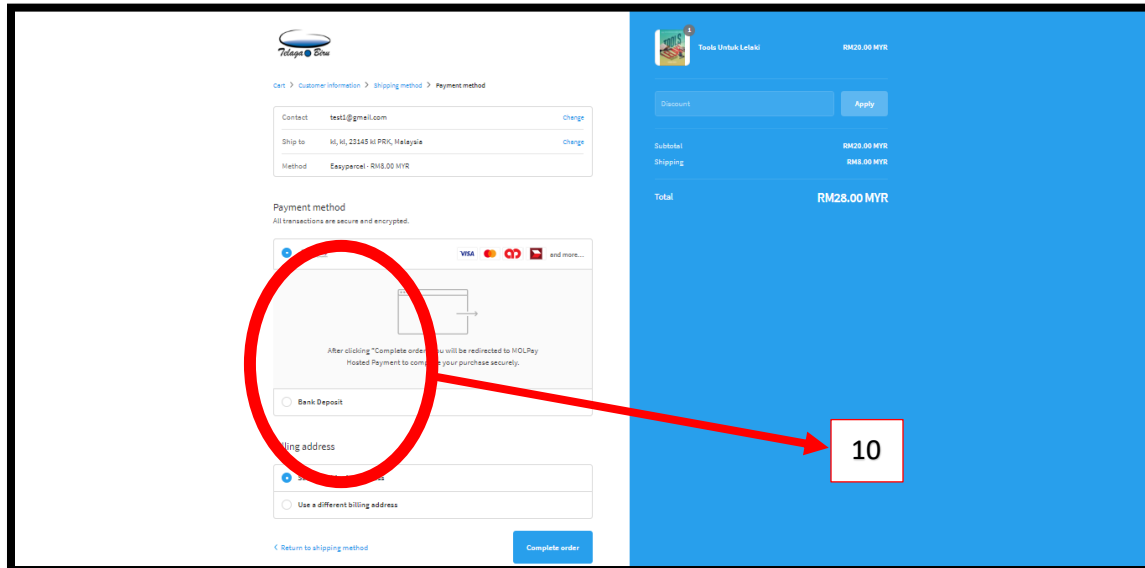 Telaga Biru
Cart > Customer information > Shipping method > Payment method
Contact test1@gmail.com Change
Ship to kl, kl, 23145 kl PRK, Malaysia Change
Method Easyparcel - RM8.00 MYR
Payment method
All transactions are secure and encrypted.
VISA and more...
After clicking "Complete order" you will be redirected to MOLPay
Hosted Payment to complete your purchase securely.
Bank Deposit
address
Use a different billing address
< Return to shipping method
Complete order
TOOLS
1
Tools Untuk Lelaki RM20.00 MYR
Discount Apply
Subtotal RM20.00 MYR
Shipping RM8.00 MYR
Total RM28.00 MYR
10